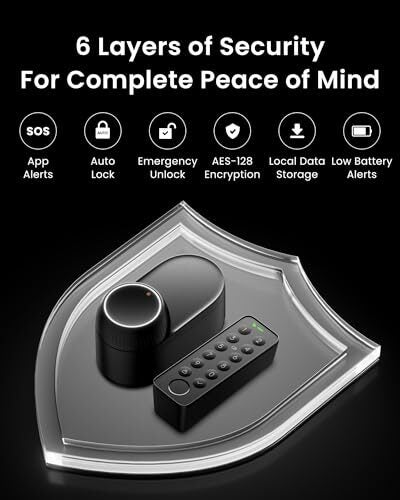 6 Layers of Security
For Complete Peace of Mind
SOS
AUTO
App
Alerts
Auto
Lock
Emergency
Unlock
AES-128
Encryption
Local Data
Storage
Low Battery
Alerts